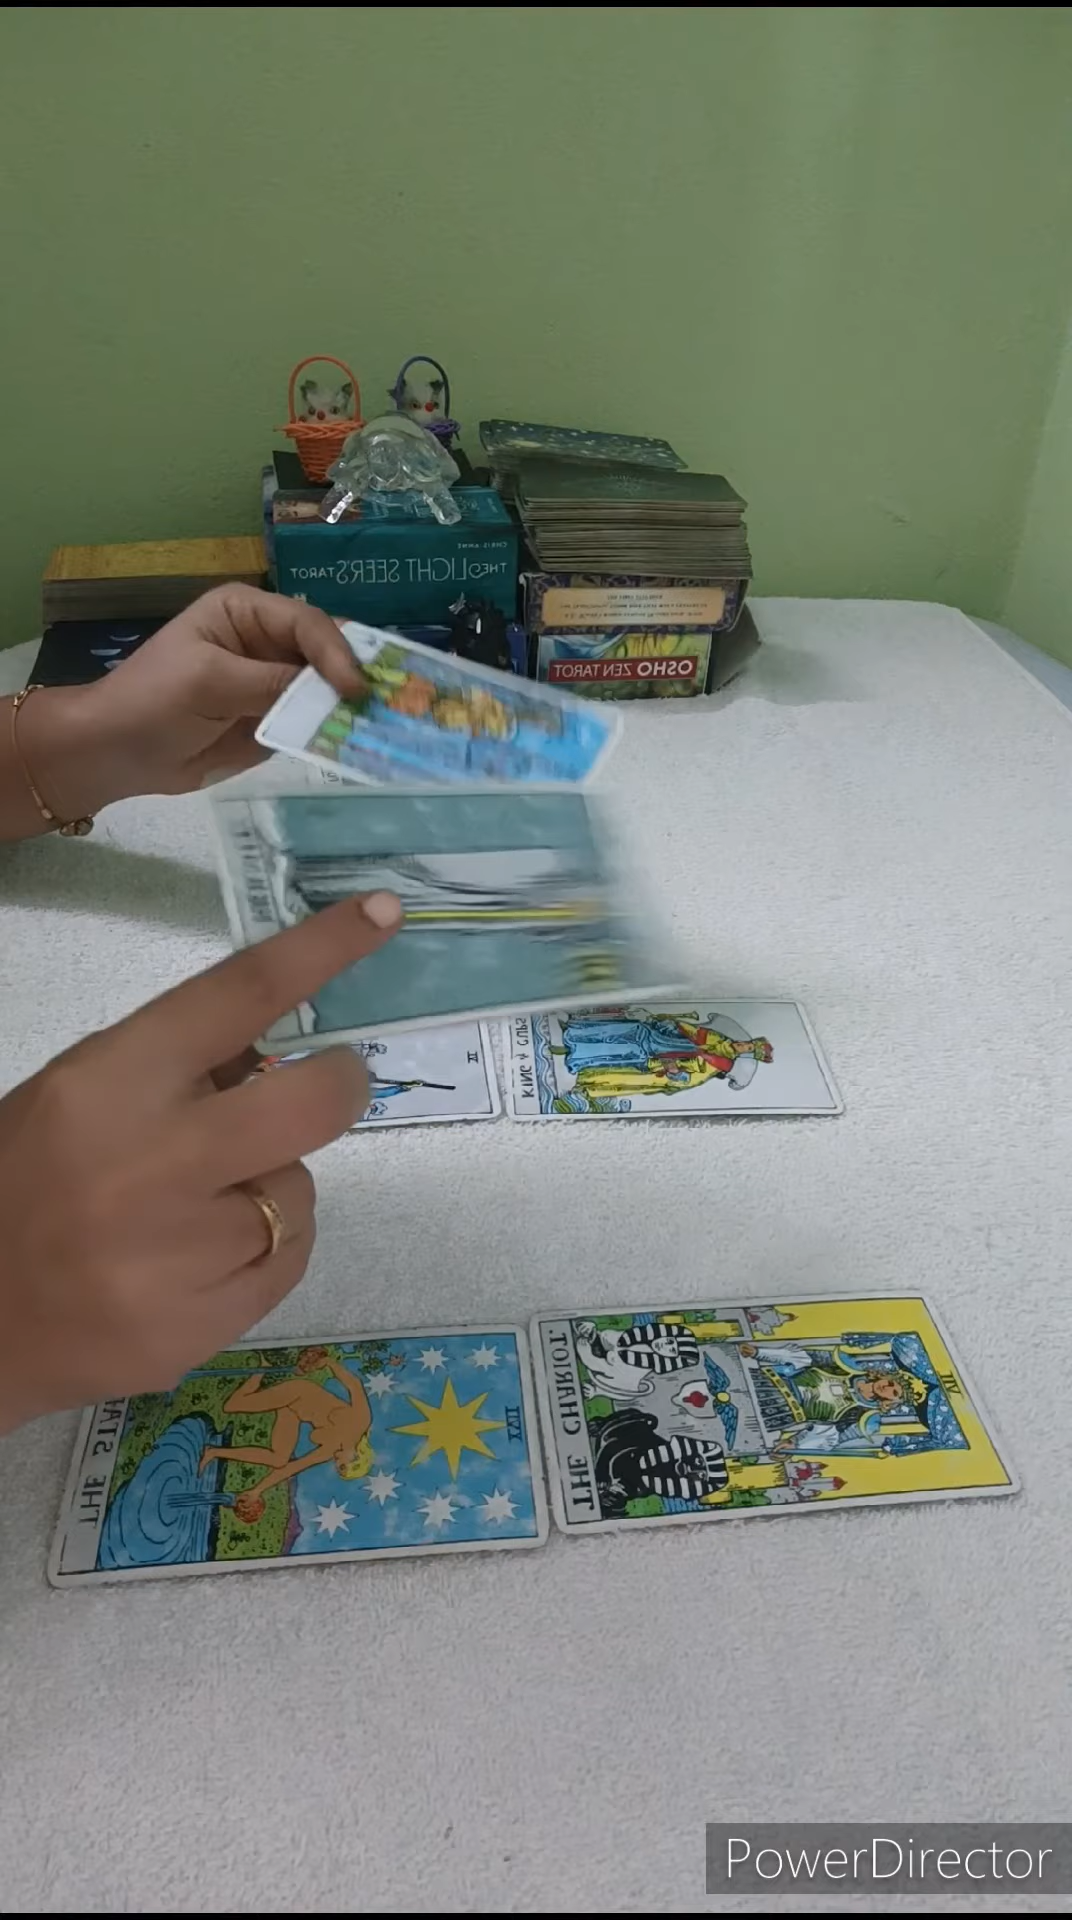 CHRIS-ANNE
THE LIGHT SEER'S TAROT
OSHO ZEN TAROT
VI
KING of CUPS
THE STAR
XVII
THE CHARIOT.
VII
PowerDirector